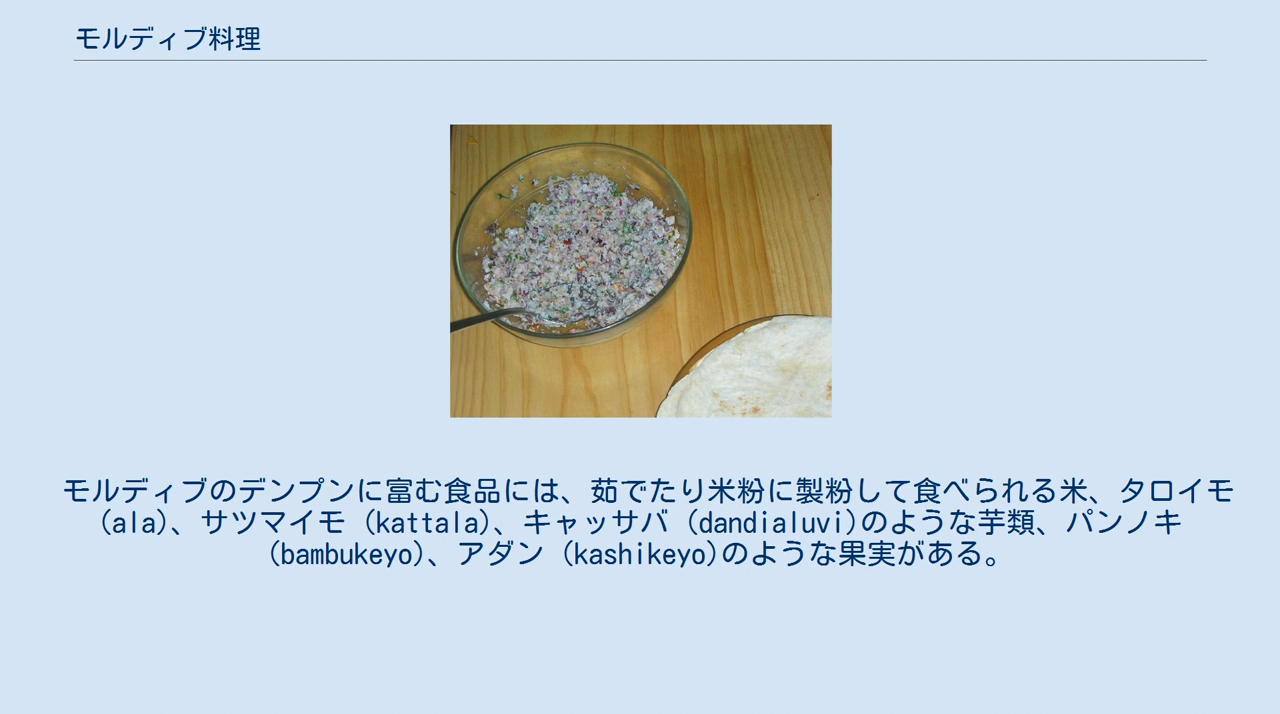 モルディブ料理
モルディブのデンプンに富む食品には、茹でたり米粉に製粉して食べられる米、タロイモ
(ala)、サツマイモ (kattala)、キャッサバ (dandialuvi)のような芋類、パンノキ
(bambukeyo)、アダン (kashikeyo)のような果実がある。